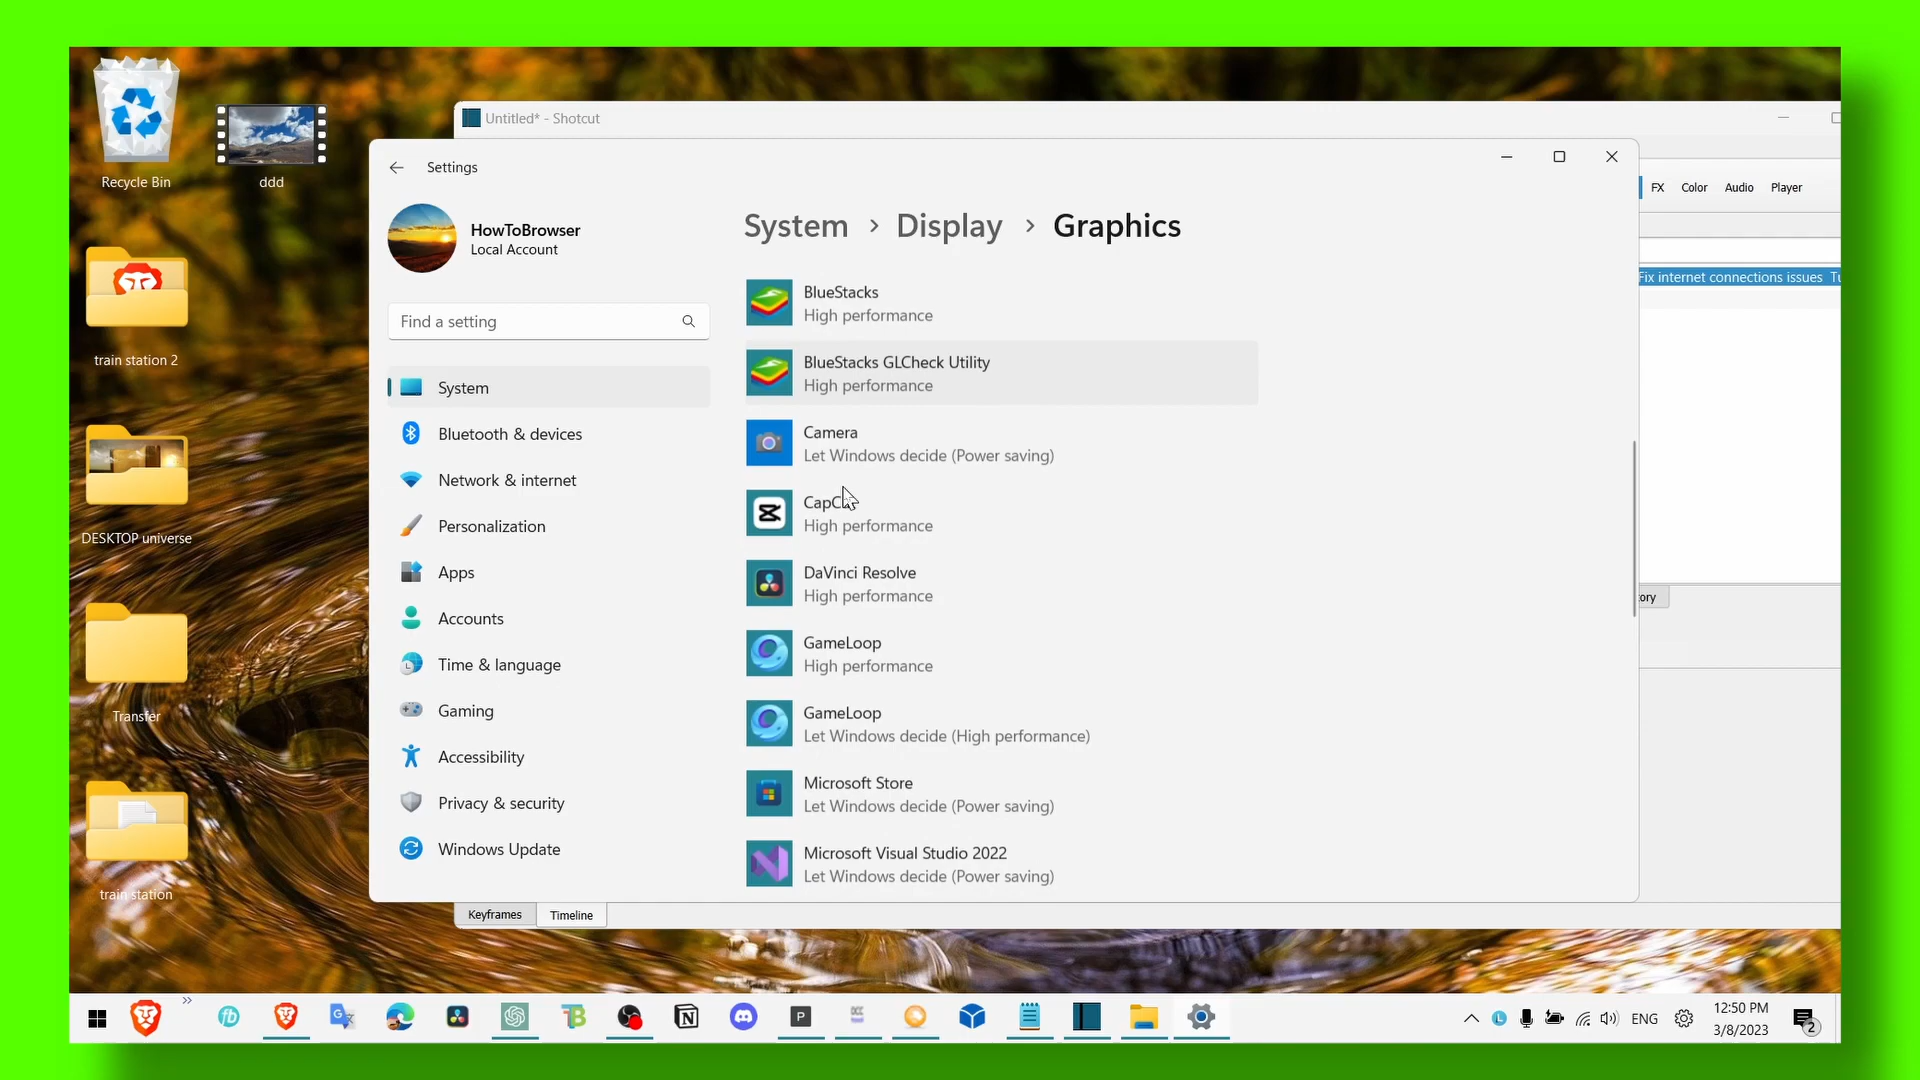 Recycle Bin
ddd
train station 2
DESKTOP universe
Transfer
train station
Untitled* - Shotcut
FX
Color
Audio
Player
Fix internet connections issues
ory
Settings
HowToBrowser
Local Account
Find a setting
System
Bluetooth & devices
Network & internet
Personalization
Apps
Accounts
Time & language
Gaming
Accessibility
Privacy & security
Windows Update
System > Display > Graphics
BlueStacks
High performance
BlueStacks GLCheck Utility
High performance
Camera
Let Windows decide (Power saving)
High performance
DaVinci Resolve
High performance
GameLoop
High performance
GameLoop
Let Windows decide (High performance)
Microsoft Store
Let Windows decide (Power saving)
Microsoft Visual Studio 2022
Let Windows decide (Power saving)
Keyframes
Timeline
ENG
12:50 PM
3/8/2023
2